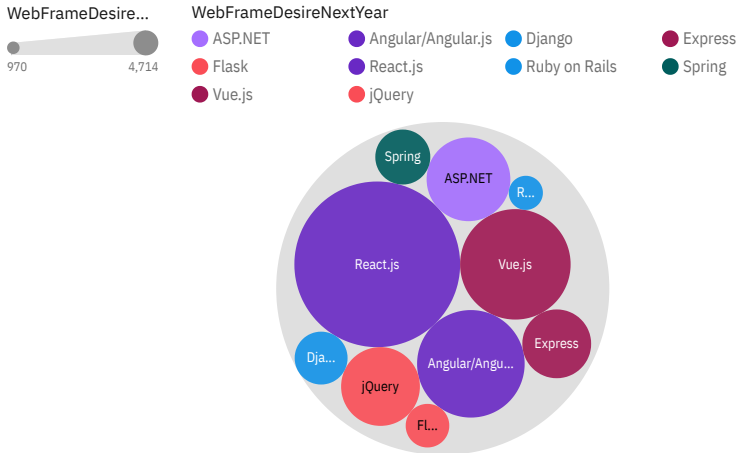 WebFrameDesire...
970
4,714
WebFrameDesireNextYear
ASP.NET
Angular/Angular.js
Django
Express
Flask
React.js
Ruby on Rails
Spring
Vue.js
jQuery
Spring
ASP.NET
R...
React.js
Vue.js
Express
Dja...
Angular/Angu...
jQuery
Fl...